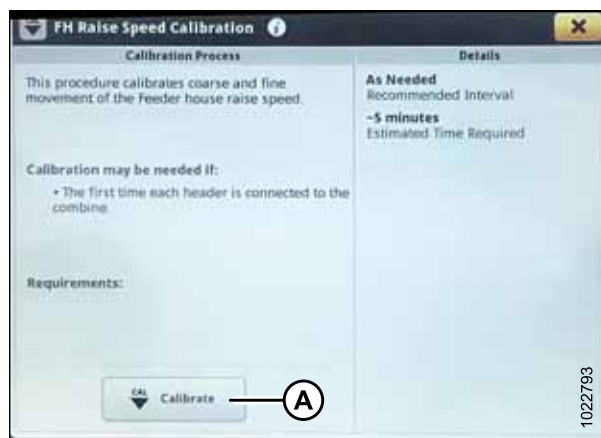 FH Raise Speed Calibration
Calibration Process
This procedure calibrates coarse and fine
movement of the Feeder house raise speed.
Calibration may be needed if:
• The first time each header is connected to the
combine.
Requirements:
CAL Calibrate
A
Details
As Needed
Recommended Interval
~5 minutes
Estimated Time Required
1022793